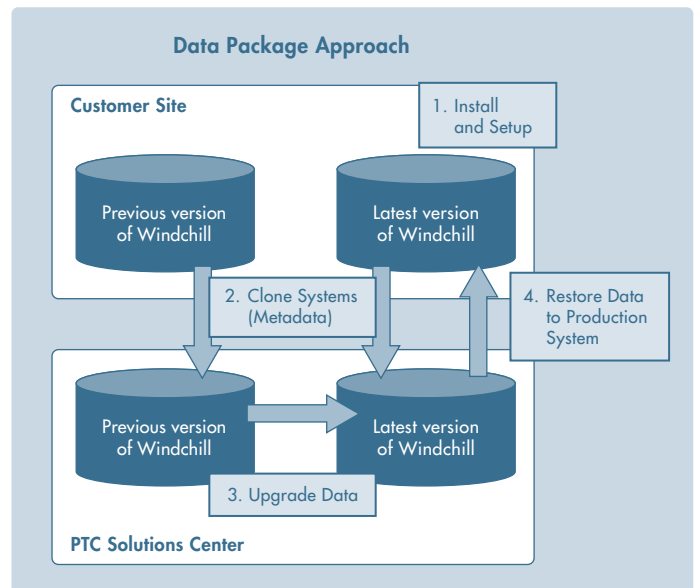 Data Package Approach
Customer Site
1. Install
and Setup
Previous version
of Windchill
Latest version
of Windchill
2. Clone Systems
(Metadata)
4. Restore Data
to Production
System
Previous version
of Windchill
Latest version
of Windchill
3. Upgrade Data
PTC Solutions Center